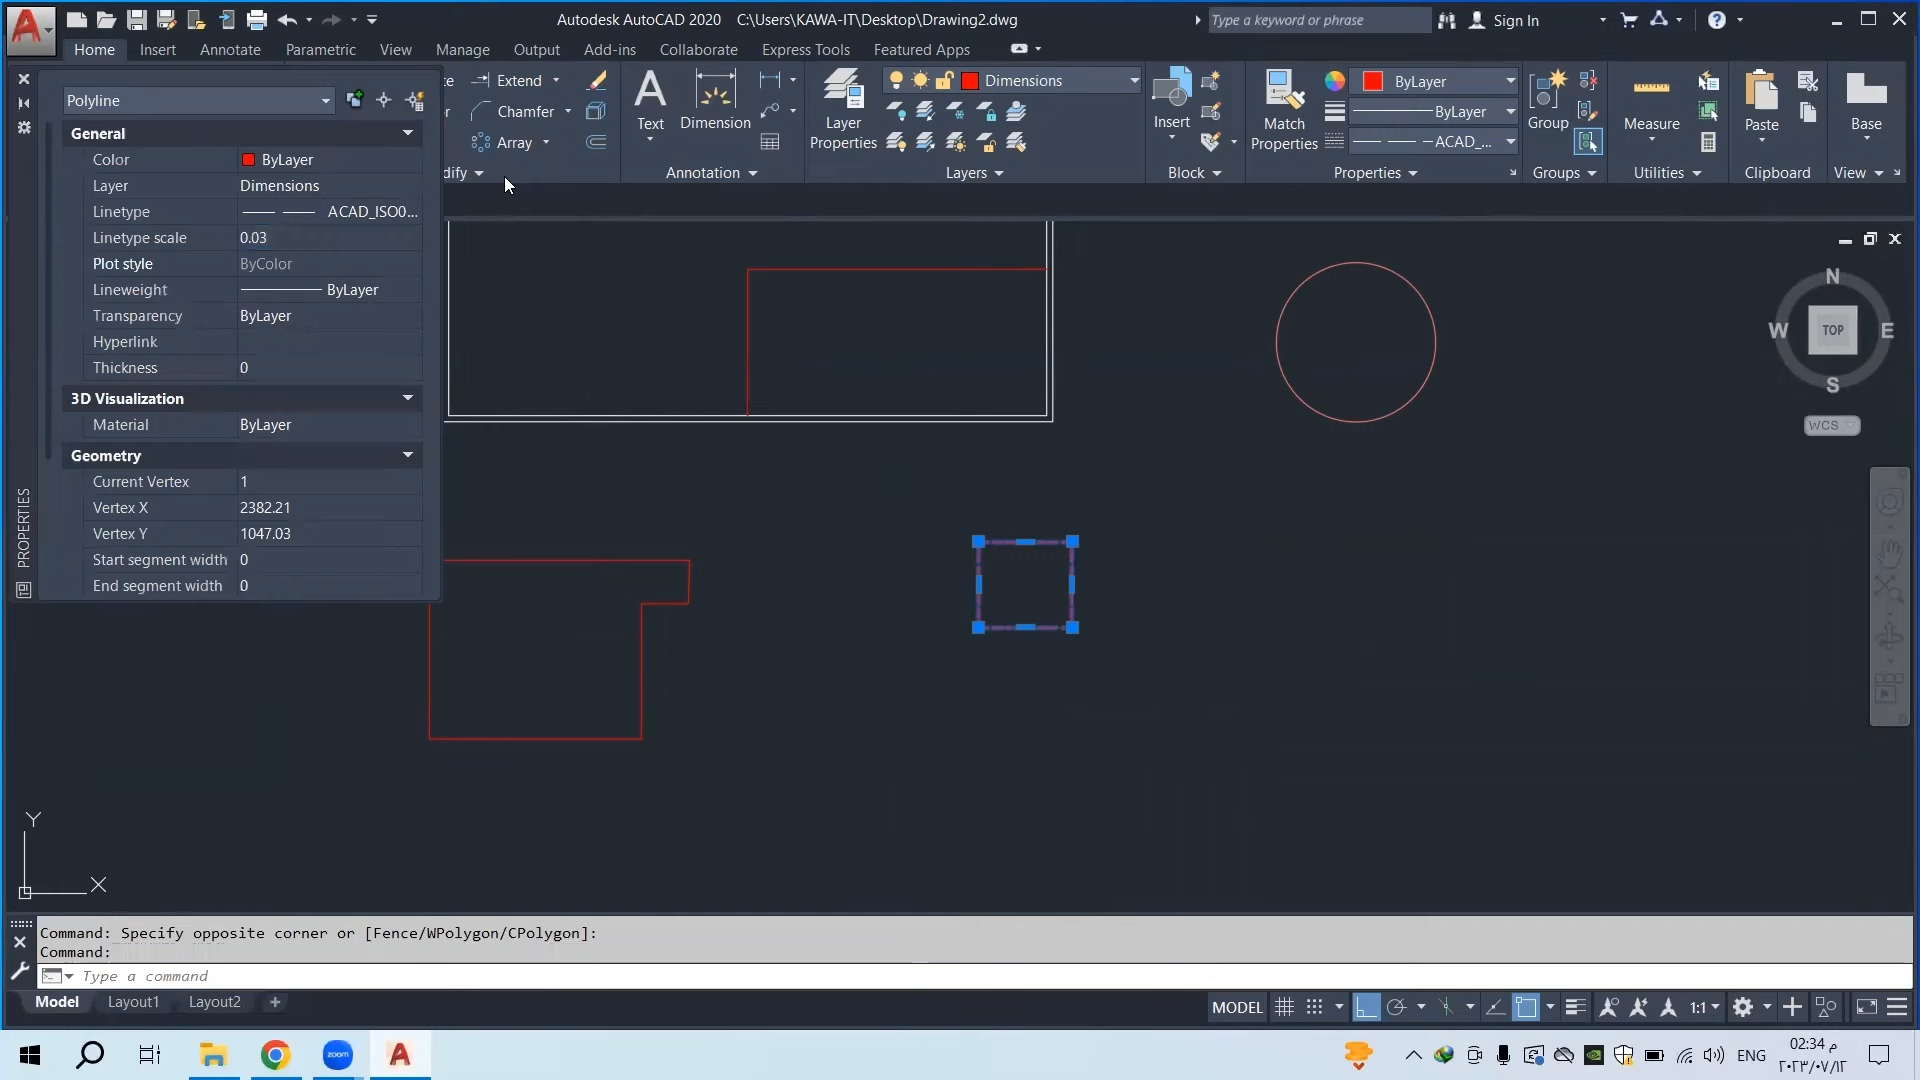 Autodesk AutoCAD 2020 C:\Users\KAWA-IT\Desktop\Drawing2.dwg
Type a keyword or phrase
Sign In
Home Insert Annotate Parametric View Manage Output Add-ins Collaborate Express Tools Featured Apps
Extend
Chamfer
Array
dify
Text
Dimension
Annotation
Layer
Properties
Dimensions
Layers
Insert
Block
Match
Properties
ByLayer
ByLayer
ACAD_...
Properties
Group
Groups
Measure
Utilities
Paste
Clipboard
Base
View
Polyline
General
Color ByLayer
Layer Dimensions
Linetype ACAD_ISO0...
Linetype scale 0.03
Plot style ByColor
Lineweight ByLayer
Transparency ByLayer
Hyperlink
Thickness 0
3D Visualization
Material ByLayer
Geometry
Current Vertex 1
Vertex X 2382.21
Vertex Y 1047.03
Start segment width 0
End segment width 0
PROPERTIES
N
W TOP E
S
WCS
Y
X
Command: Specify opposite corner or [Fence/WPolygon/CPolygon]:
Command:
Type a command
Model Layout1 Layout2 +
MODEL 1:1
zoom
ENG
02:34 م
٢٠٢٣/٠٧/١٢